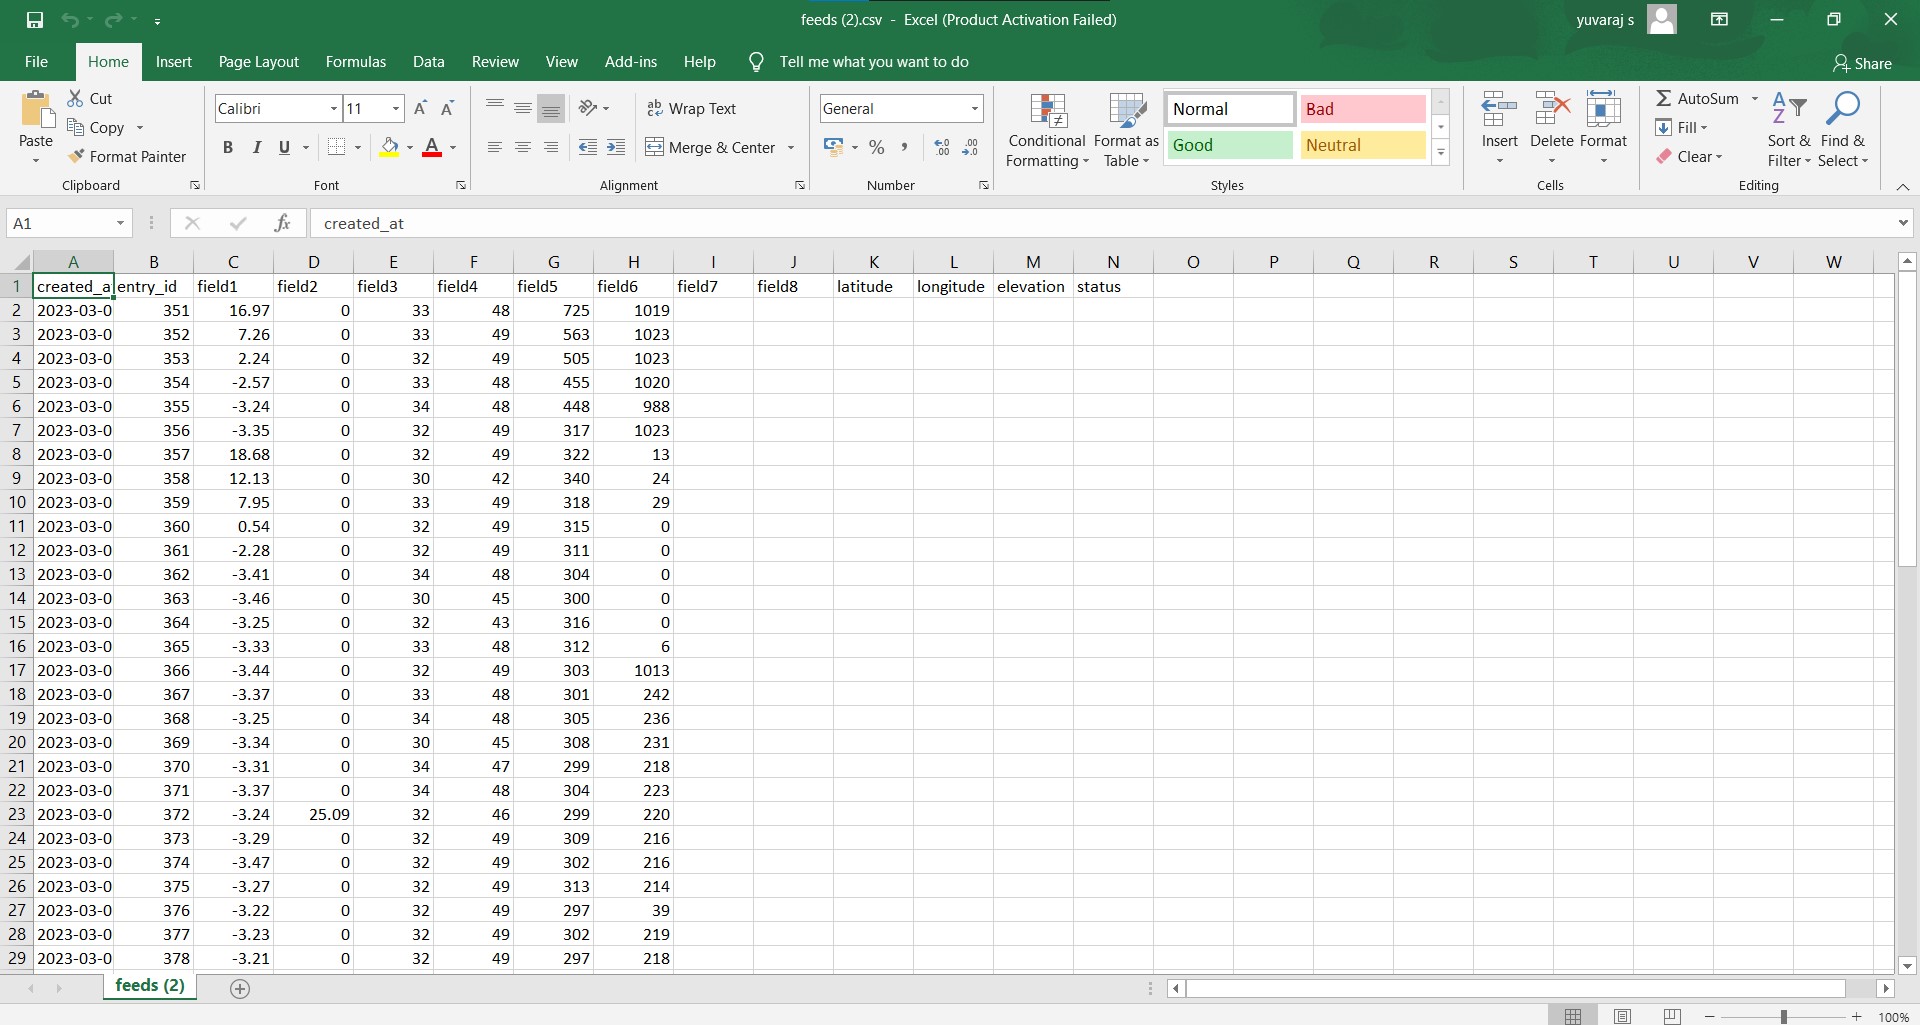 feeds (2).csv - Excel (Product Activation Failed)
yuvaraj s
File Home Insert Page Layout Formulas Data Review View Add-ins Help Tell me what you want to do
Share
Paste
Cut
Copy
Format Painter
Clipboard
Calibri 11
B I U
Font
Wrap Text
Merge & Center
Alignment
General
Number
Conditional Formatting
Format as Table
Normal Bad
Good Neutral
Styles
Insert Delete Format
Cells
AutoSum
Fill
Clear
Sort & Filter
Find & Select
Editing
A1 fx created_at
A B C D E F G H I J K L M N O P Q R S T U V W
1 created_a entry_id field1 field2 field3 field4 field5 field6 field7 field8 latitude longitude elevation status
2 2023-03-0 351 16.97 0 33 48 725 1019
3 2023-03-0 352 7.26 0 33 49 563 1023
4 2023-03-0 353 2.24 0 32 49 505 1023
5 2023-03-0 354 -2.57 0 33 48 455 1020
6 2023-03-0 355 -3.24 0 34 48 448 988
7 2023-03-0 356 -3.35 0 32 49 317 1023
8 2023-03-0 357 18.68 0 32 49 322 13
9 2023-03-0 358 12.13 0 30 42 340 24
10 2023-03-0 359 7.95 0 33 49 318 29
11 2023-03-0 360 0.54 0 32 49 315 0
12 2023-03-0 361 -2.28 0 32 49 311 0
13 2023-03-0 362 -3.41 0 34 48 304 0
14 2023-03-0 363 -3.46 0 30 45 300 0
15 2023-03-0 364 -3.25 0 32 43 316 0
16 2023-03-0 365 -3.33 0 33 48 312 6
17 2023-03-0 366 -3.44 0 32 49 303 1013
18 2023-03-0 367 -3.37 0 33 48 301 242
19 2023-03-0 368 -3.25 0 34 48 305 236
20 2023-03-0 369 -3.34 0 30 45 308 231
21 2023-03-0 370 -3.31 0 34 47 299 218
22 2023-03-0 371 -3.37 0 34 48 304 223
23 2023-03-0 372 -3.24 25.09 32 46 299 220
24 2023-03-0 373 -3.29 0 32 49 309 216
25 2023-03-0 374 -3.47 0 32 49 302 216
26 2023-03-0 375 -3.27 0 32 49 313 214
27 2023-03-0 376 -3.22 0 32 49 297 39
28 2023-03-0 377 -3.23 0 32 49 302 219
29 2023-03-0 378 -3.21 0 32 49 297 218
feeds (2)
100%